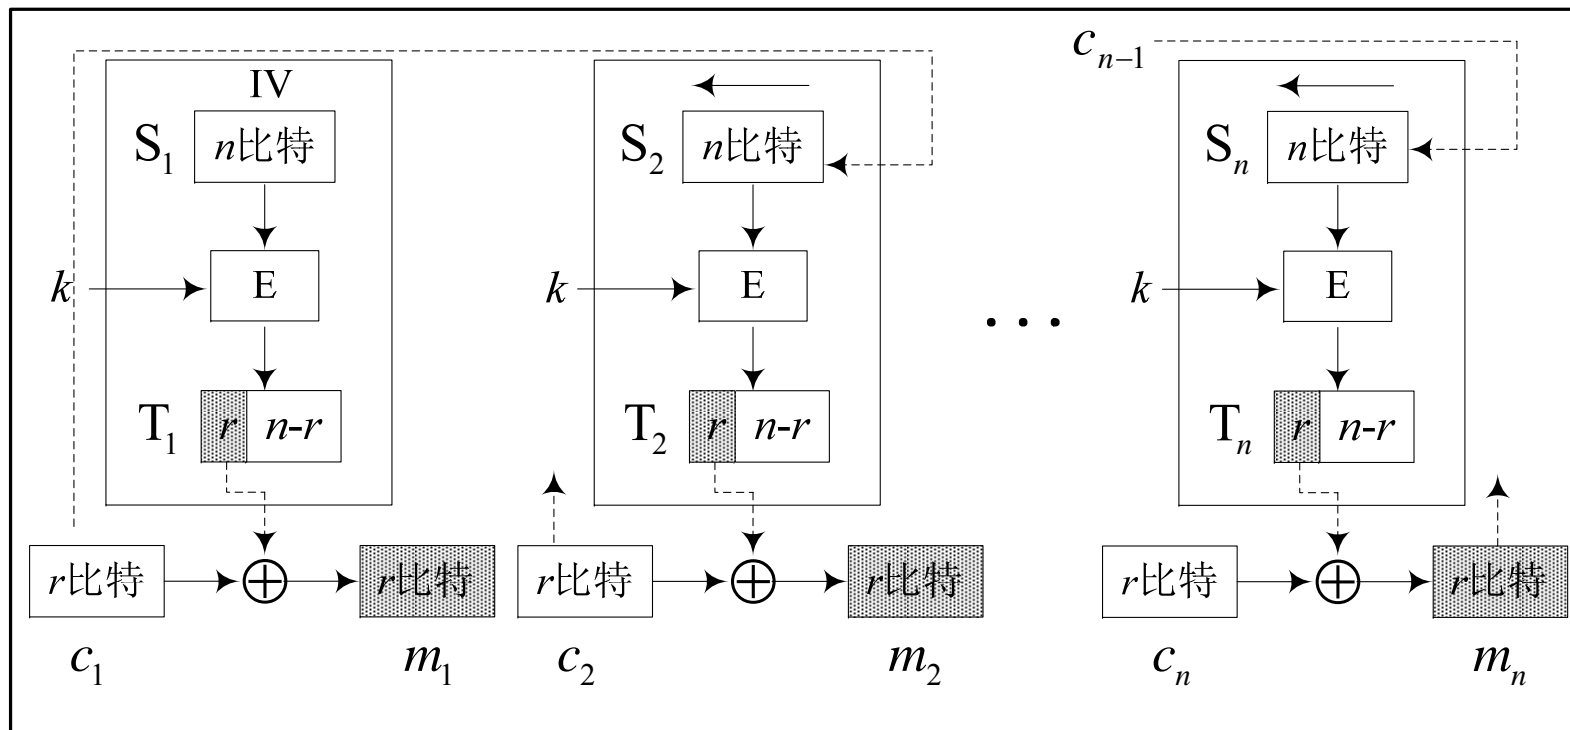 c_{n-1}
IV
S_1 n比特 S_2 n比特 S_n n比特
k E k E k E
...
T_1 r n-r T_2 r n-r T_n r n-r
r比特 r比特 r比特 r比特 r比特 r比特
c_1 m_1 c_2 m_2 c_n m_n